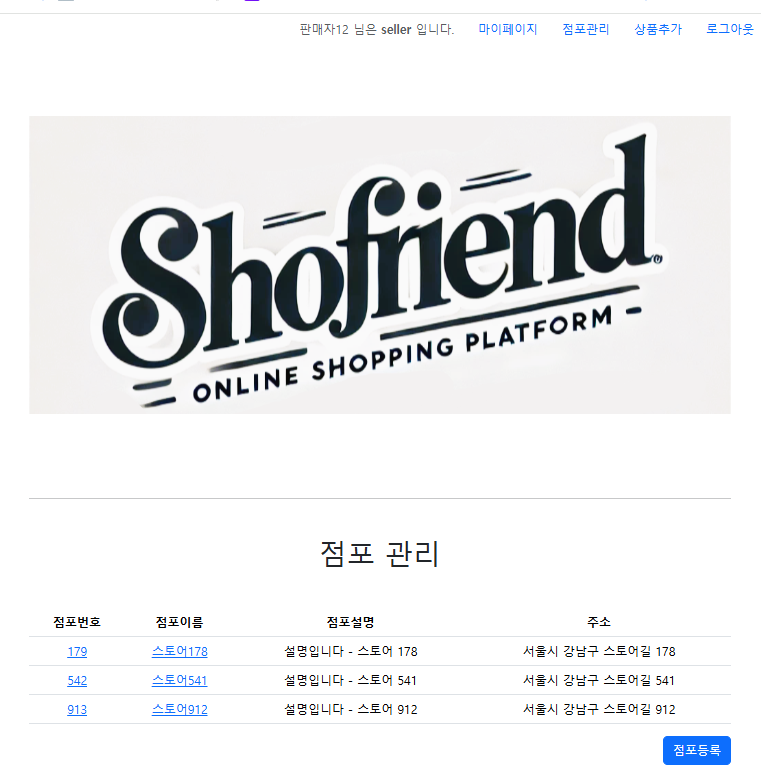 판매자12 님은 seller 입니다. 마이페이지 점포관리 상품추가 로그아웃
Shofriend
ONLINE SHOPPING PLATFORM
점포 관리
점포번호 점포이름 점포설명 주소
179 스토어178 설명입니다 - 스토어 178 서울시 강남구 스토어길 178
542 스토어541 설명입니다 - 스토어 541 서울시 강남구 스토어길 541
913 스토어912 설명입니다 - 스토어 912 서울시 강남구 스토어길 912
점포등록